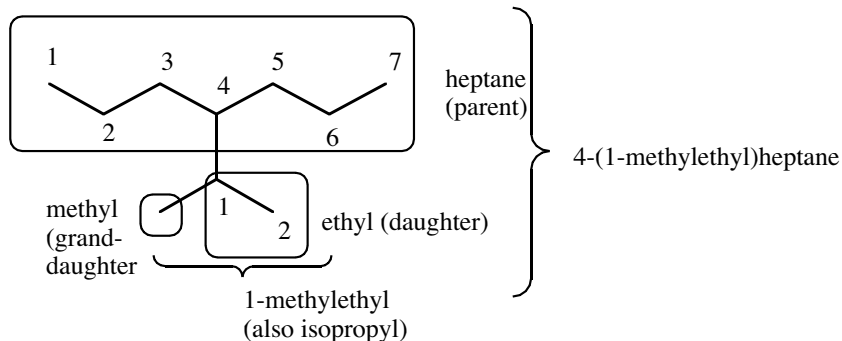 1
3
4
5
7
2
6
heptane
(parent)
4-(1-methylethyl)heptane
methyl
(grand-
daughter
1
2
ethyl (daughter)
1-methylethyl
(also isopropyl)